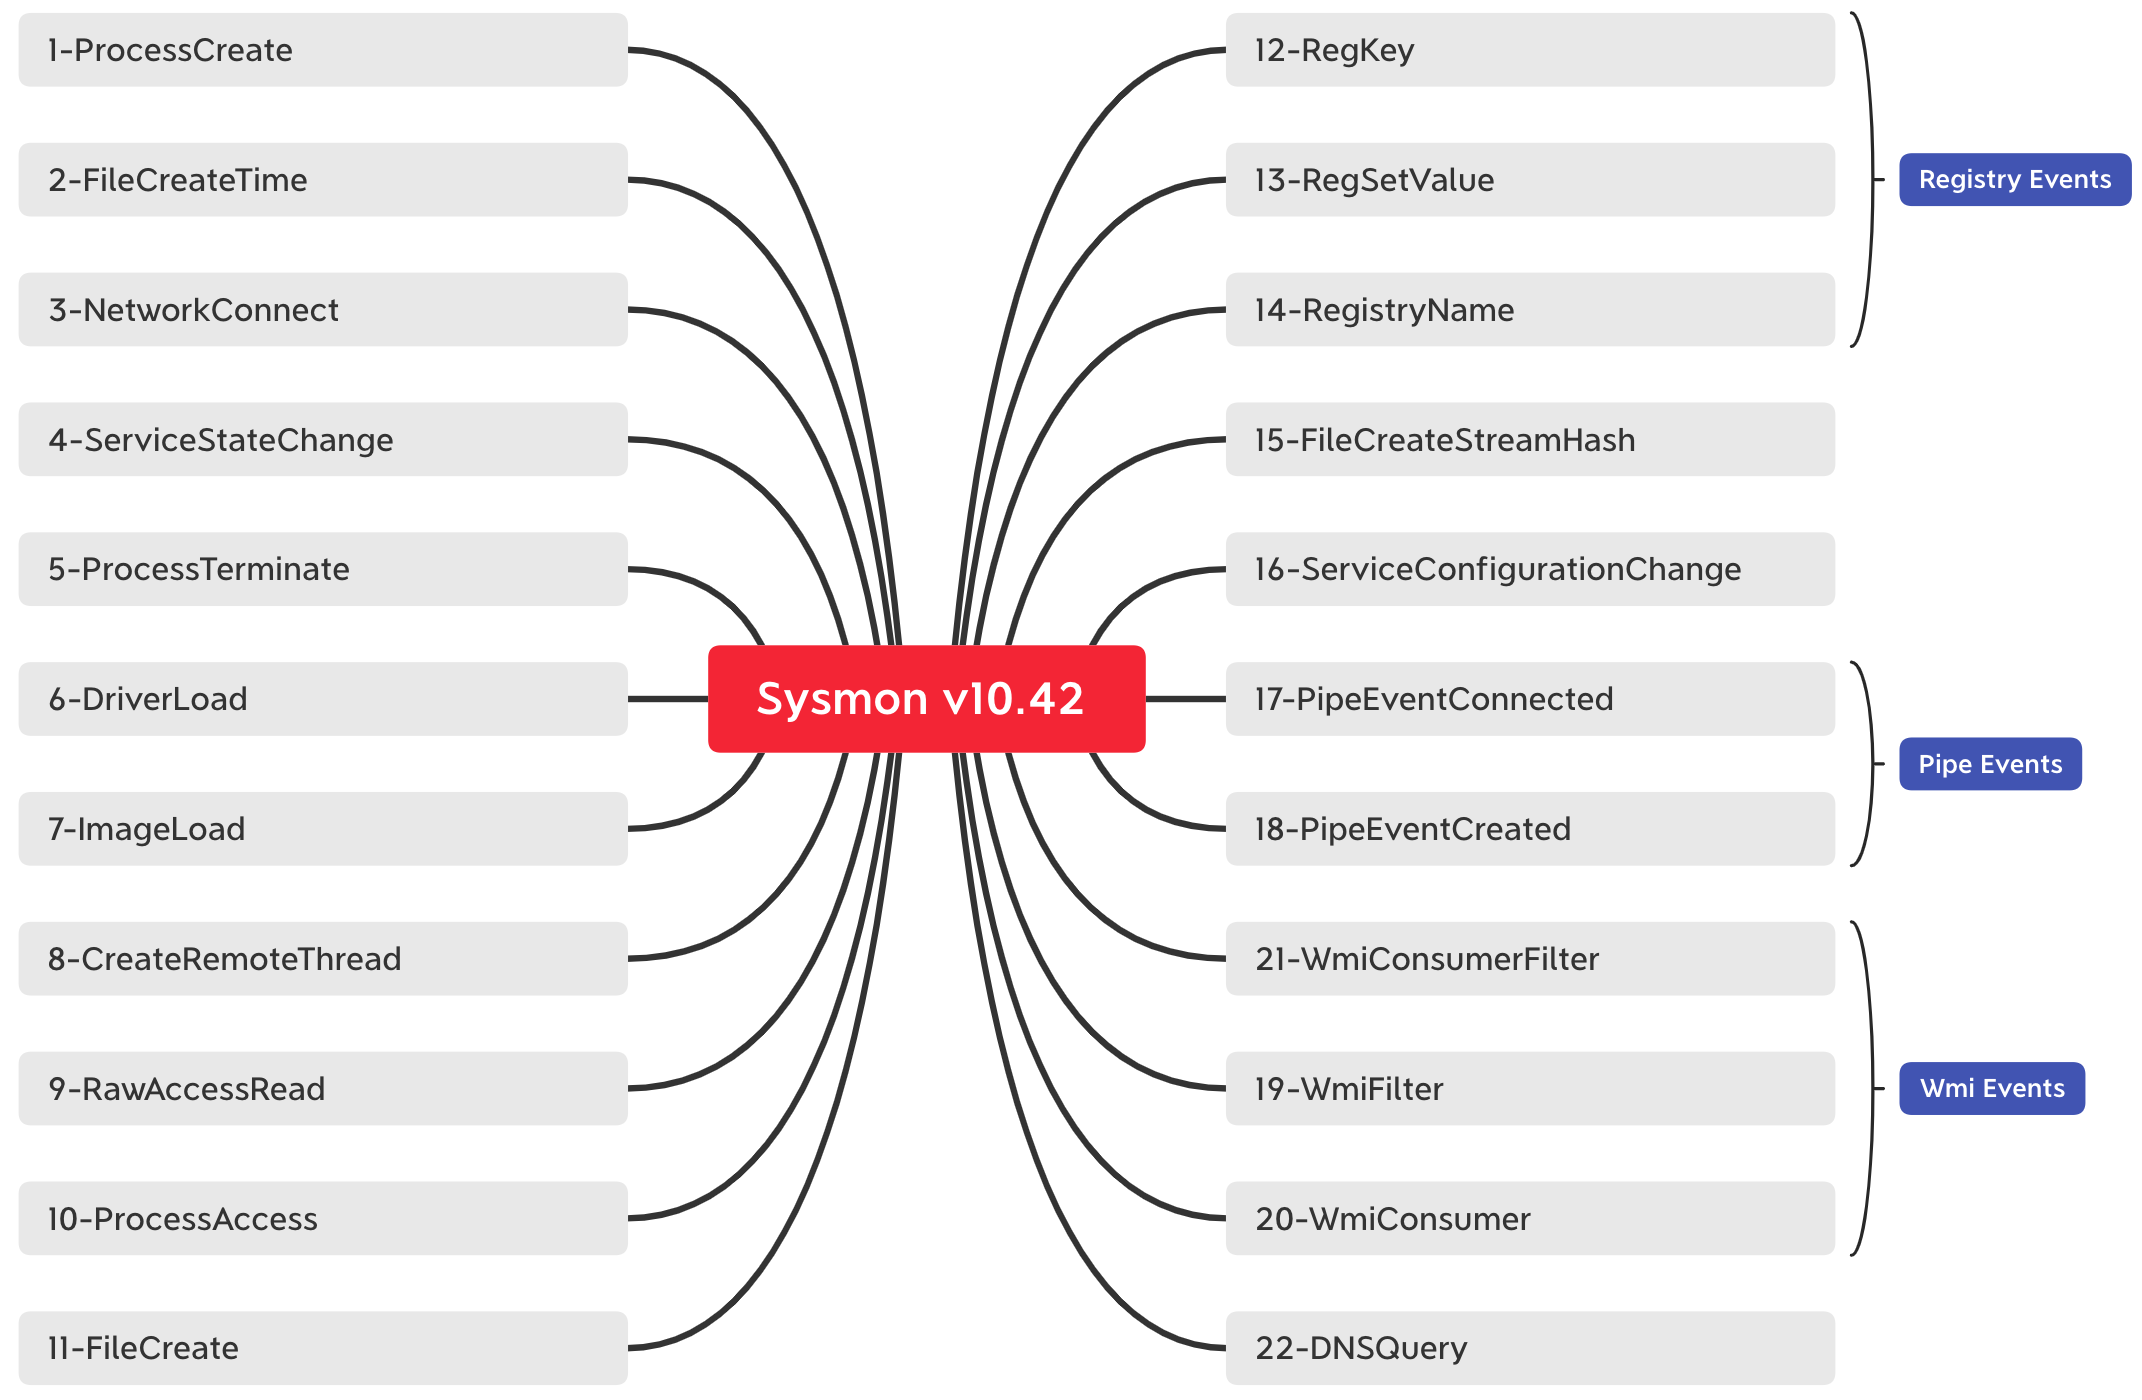 1-ProcessCreate
2-FileCreateTime
3-NetworkConnect
4-ServiceStateChange
5-ProcessTerminate
6-DriverLoad
7-ImageLoad
8-CreateRemoteThread
9-RawAccessRead
10-ProcessAccess
11-FileCreate
Sysmon v10.42
12-RegKey
13-RegSetValue
14-RegistryName
15-FileCreateStreamHash
16-ServiceConfigurationChange
17-PipeEventConnected
18-PipeEventCreated
21-WmiConsumerFilter
19-WmiFilter
20-WmiConsumer
22-DNSQuery
Registry Events
Pipe Events
Wmi Events